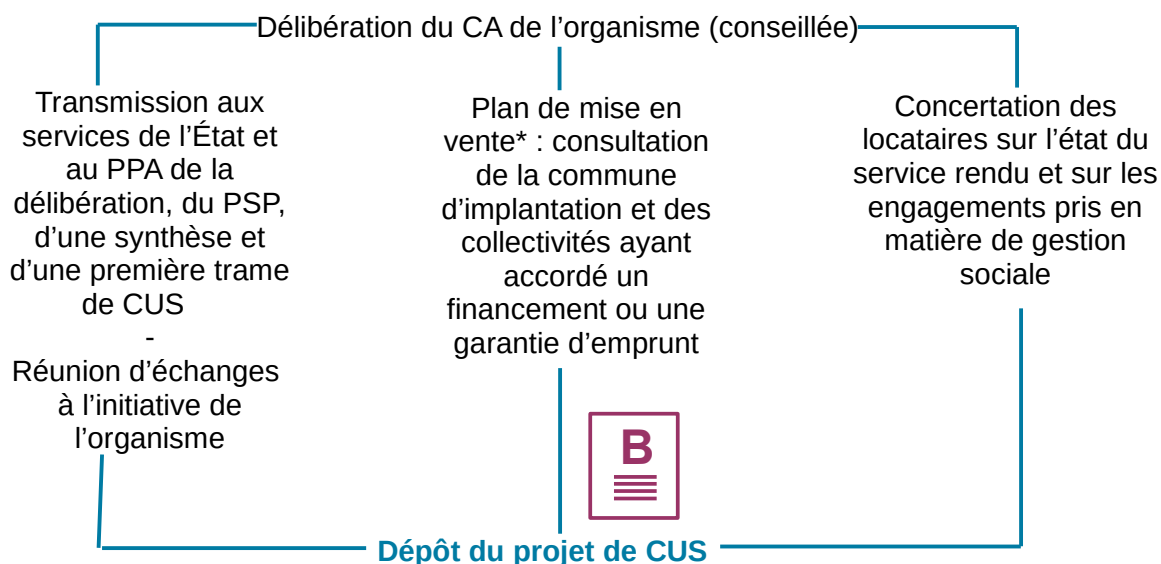 Délibération du CA de l’organisme (conseillée)
Transmission aux
services de l’État et
au PPA de la
délibération, du PSP,
d’une synthèse et
d’une première trame
de CUS
-
Réunion d’échanges
à l’initiative de
l’organisme
Plan de mise en
vente* : consultation
de la commune
d’implantation et des
collectivités ayant
accordé un
financement ou une
garantie d’emprunt
Concertation des
locataires sur l’état du
service rendu et sur les
engagements pris en
matière de gestion
sociale
B
Dépôt du projet de CUS